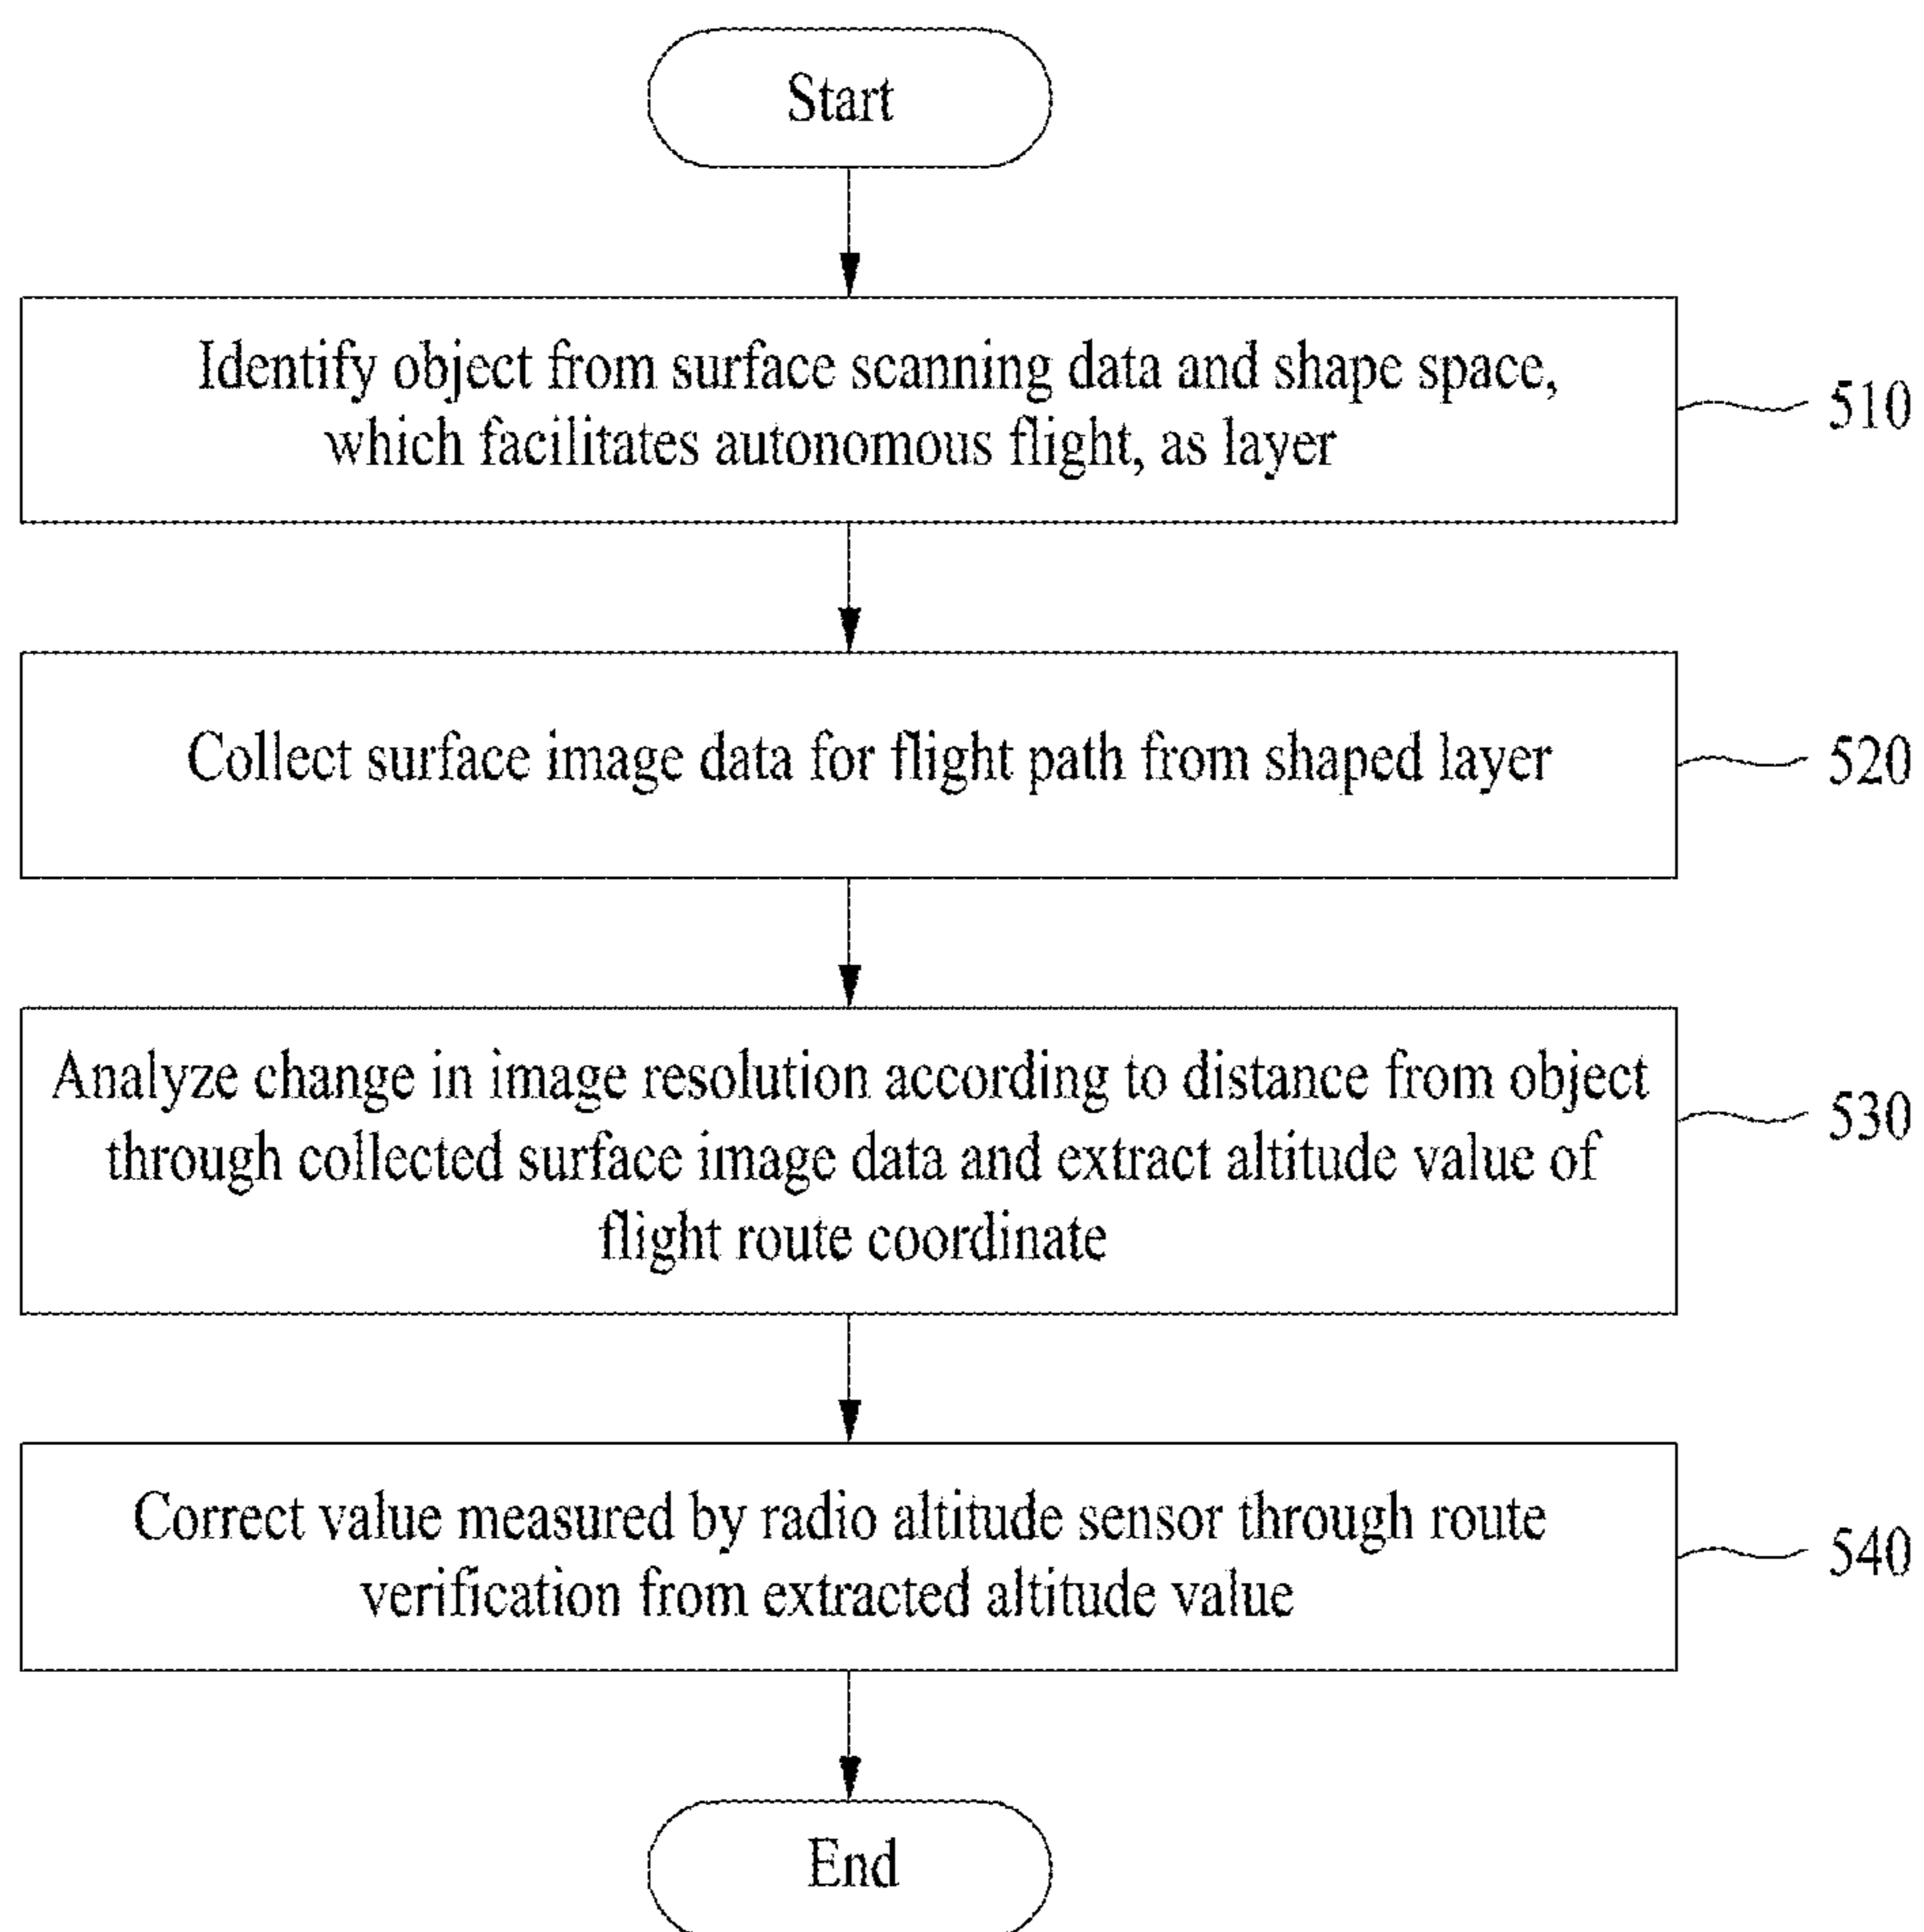 Start
Identify object from surface scanning data and shape space,
which facilitates autonomous flight, as layer
510
Collect surface image data for flight path from shaped layer
520
Analyze change in image resolution according to distance from object
through collected surface image data and extract altitude value of
flight route coordinate
530
Correct value measured by radio altitude sensor through route
verification from extracted altitude value
540
End